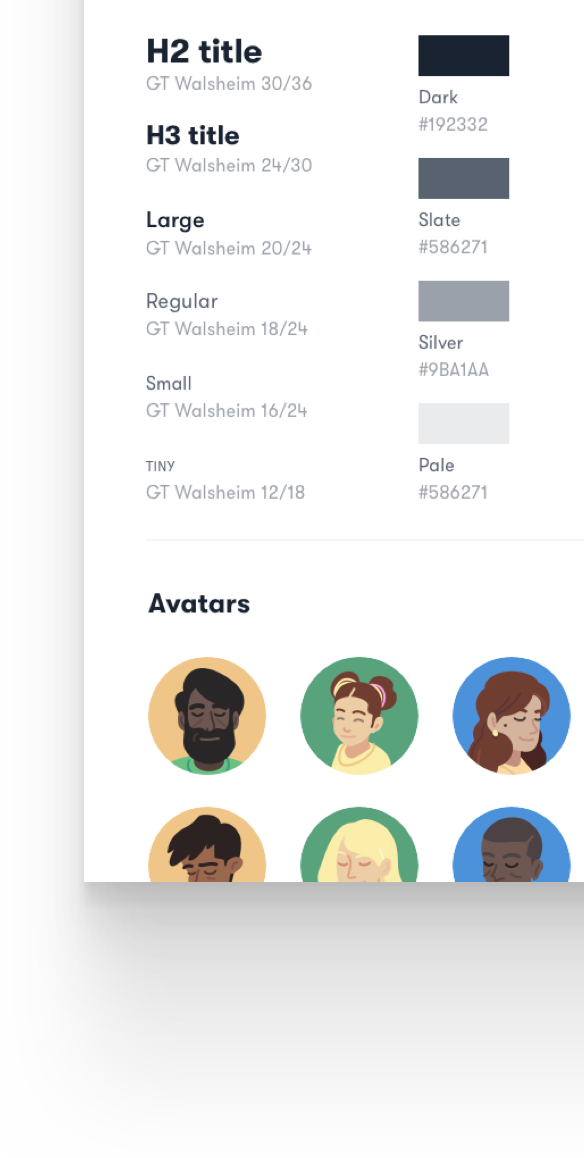 H2 title
GT Walsheim 30/36
H3 title
GT Walsheim 24/30
Large
GT Walsheim 20/24
Regular
GT Walsheim 18/24
Small
GT Walsheim 16/24
TINY
GT Walsheim 12/18
Dark
#192332
Slate
#586271
Silver
#9BA1AA
Pale
#586271
Avatars